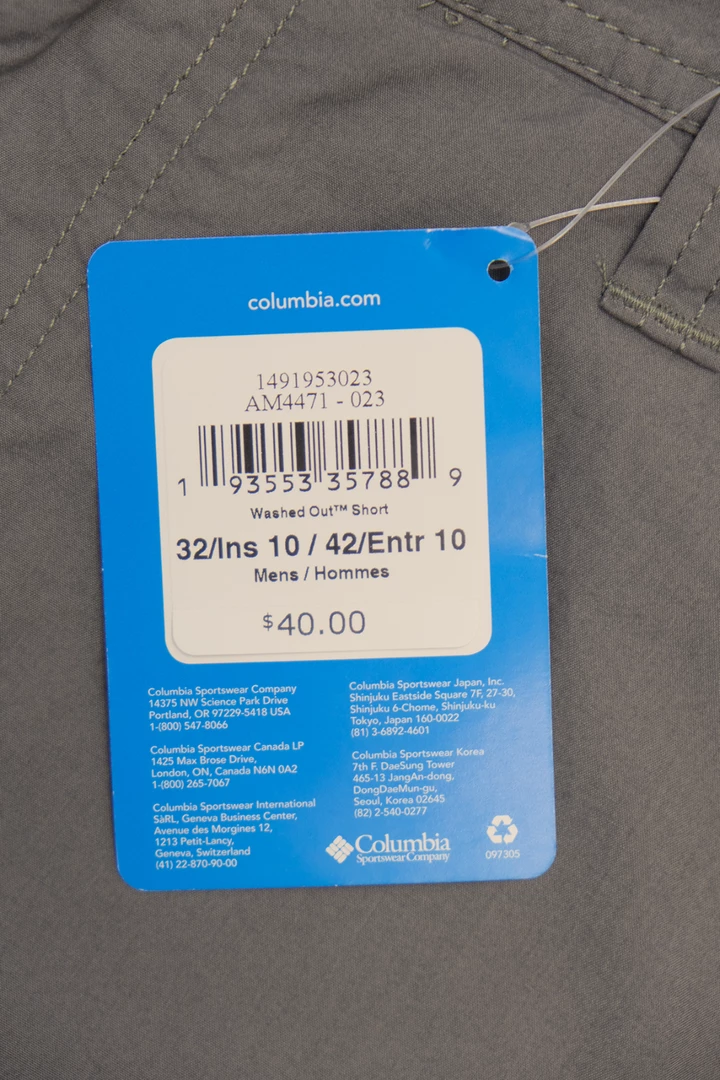 columbia.com
1491953023
AM4471 - 023
1 93553 35788 9
Washed Out™ Short
32/Ins 10 / 42/Entr 10
Mens / Hommes
$40.00
Columbia Sportswear Company
14375 NW Science Park Drive
Portland, OR 97229-5418 USA
1-(800) 547-8066
Columbia Sportswear Canada LP
1425 Max Brose Drive,
London, ON, Canada N6N 0A2
1-(800) 265-7067
Columbia Sportswear International
SàRL, Geneva Business Center,
Avenue des Morgines 12,
1213 Petit-Lancy,
Geneva, Switzerland
(41) 22-870-90-00
Columbia Sportswear Japan, Inc.
Shinjuku Eastside Square 7F, 27-30,
Shinjuku 6-Chome, Shinjuku-ku
Tokyo, Japan 160-0022
(81) 3-6892-4601
Columbia Sportswear Korea
7th F. DaeSung Tower
465-13 JangAn-dong,
DongDaeMun-gu,
Seoul, Korea 02645
(82) 2-540-0277
Columbia
Sportswear Company
097305